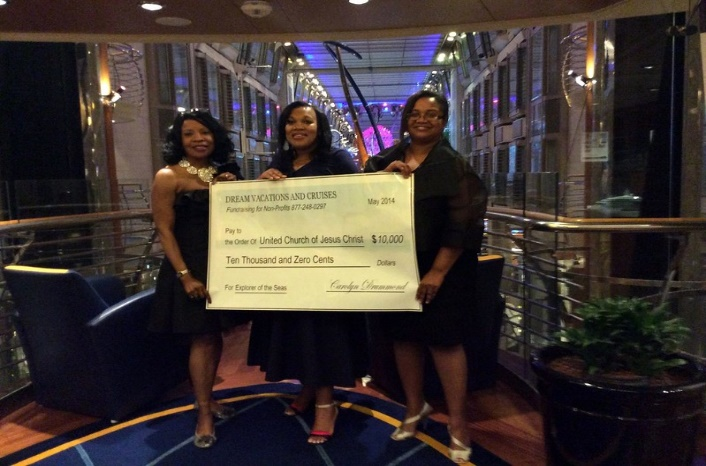 DREAM VACATIONS AND CRUISES
Fundraising for Non-Profits 877-248-0297
May 2014
Pay to
the Order Of United Church of Jesus Christ $10,000
Ten Thousand and Zero Cents Dollars
For Explorer of the Seas Carolyn Drummond